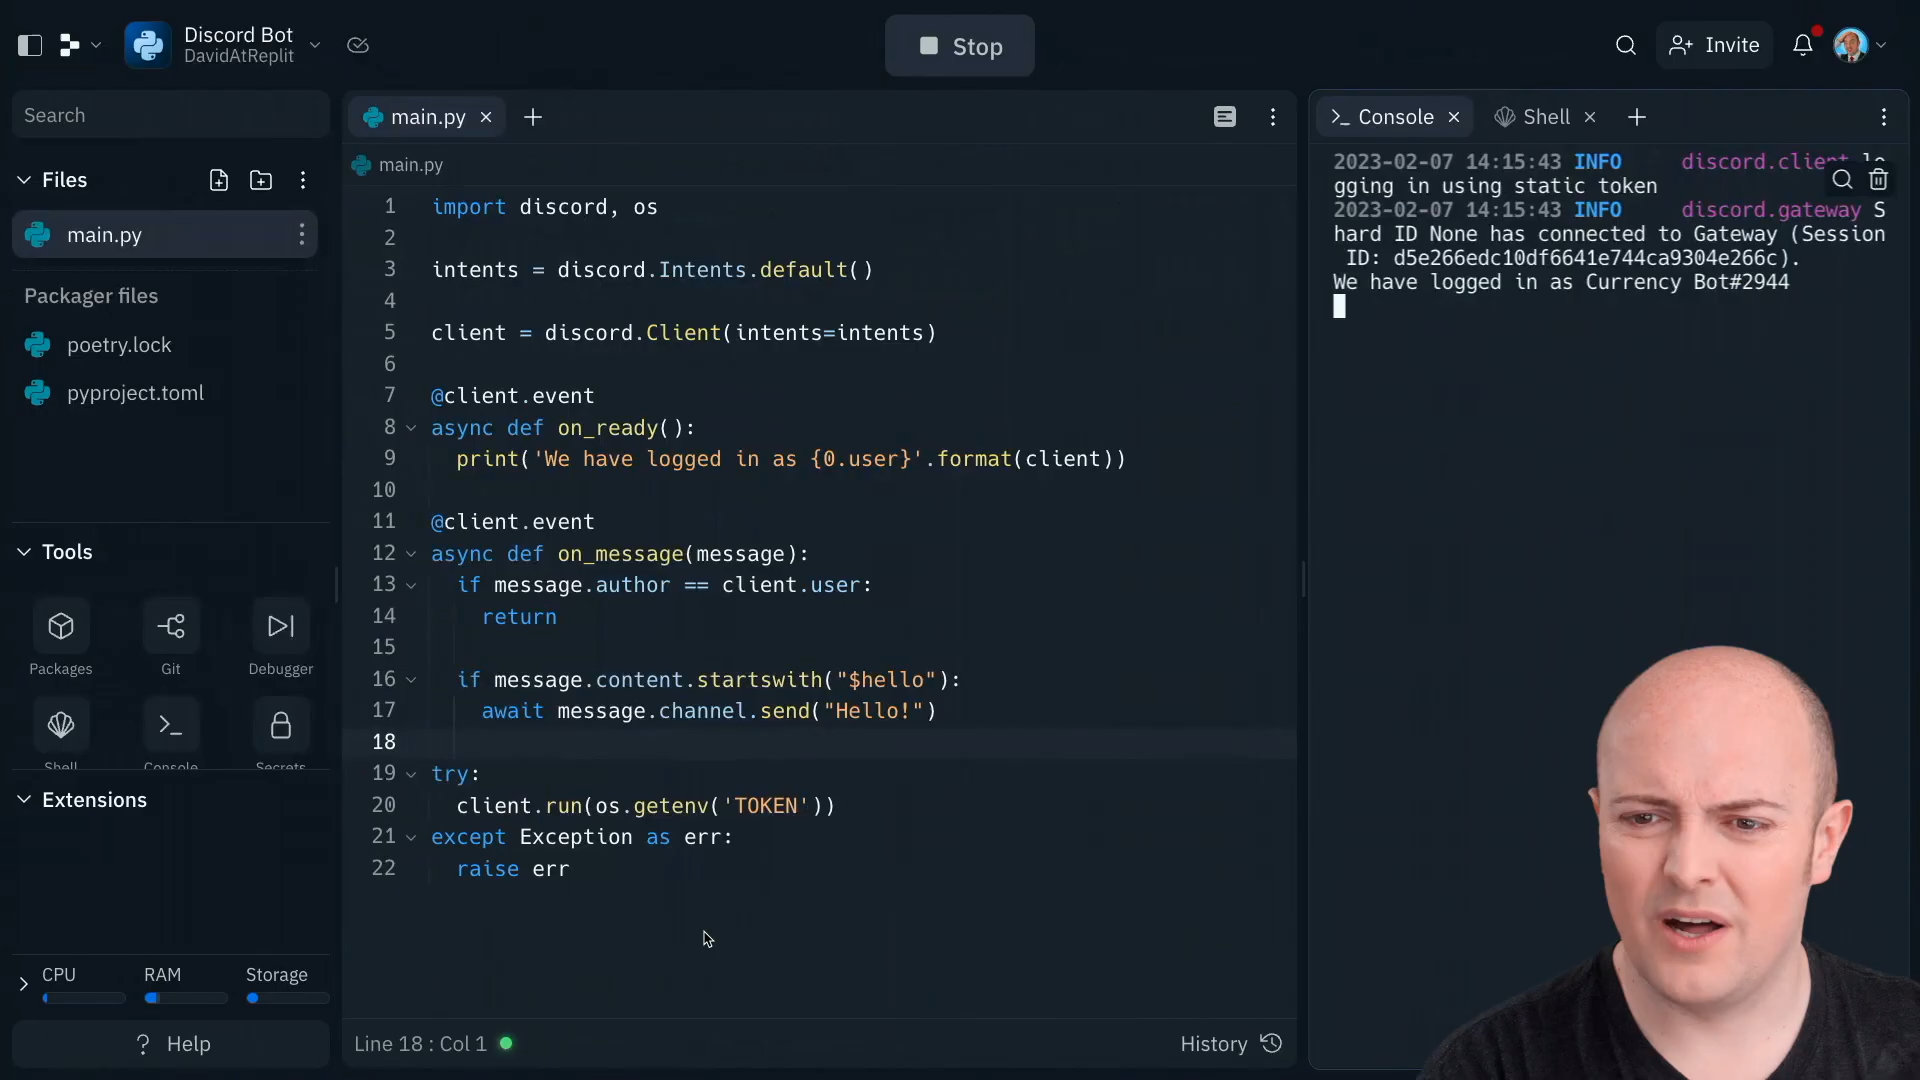 Discord Bot
DavidAtReplit
Stop
Invite
Search
Files
main.py
Packager files
poetry.lock
pyproject.toml
Tools
Packages
Git
Debugger
Shell
Console
Secrets
Extensions
CPU
RAM
Storage
? Help
main.py
main.py
1 import discord, os
2
3 intents = discord.Intents.default()
4
5 client = discord.Client(intents=intents)
6
7 @client.event
8 async def on_ready():
9 print('We have logged in as {0.user}'.format(client))
10
11 @client.event
12 async def on_message(message):
13 if message.author == client.user:
14 return
15
16 if message.content.startswith("$hello"):
17 await message.channel.send("Hello!")
18
19 try:
20 client.run(os.getenv('TOKEN'))
21 except Exception as err:
22 raise err
Line 18 : Col 1
History
Console
Shell
2023-02-07 14:15:43 INFO discord.client lo
gging in using static token
2023-02-07 14:15:43 INFO discord.gateway S
hard ID None has connected to Gateway (Session
ID: d5e266edc10df6641e744ca9304e266c).
We have logged in as Currency Bot#2944